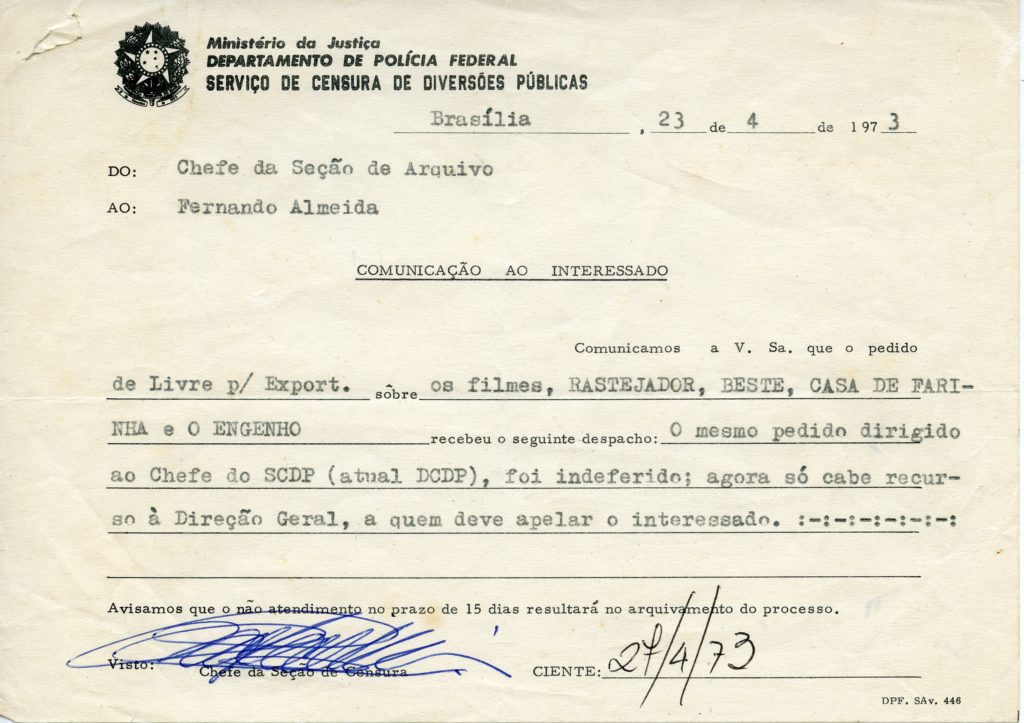 Ministério da Justiça
DEPARTAMENTO DE POLÍCIA FEDERAL
SERVIÇO DE CENSURA DE DIVERSÕES PÚBLICAS
Brasília, 23 de 4 de 1973
DO: Chefe da Seção de Arquivo
AO: Fernando Almeida
COMUNICAÇÃO AO INTERESSADO
Comunicamos a V. Sa. que o pedido
de Livre p/ Export. sôbre os filmes, RASTEJADOR, BESTE, CASA DE FARI-
NHA e O ENGENHO recebeu o seguinte despacho: O mesmo pedido dirigido
ao Chefe do SCDP (atual DCDP), foi indeferido; agora só cabe recur-
so à Direção Geral, a quem deve apelar o interessado. :-:-:-:-:-:-:
Avisamos que o não atendimento no prazo de 15 dias resultará no arquivamento do processo.
Visto: Chefe da Seção de Censura CIENTE: 27/4/73
DPF. SAv. 446